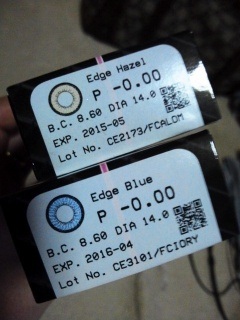 Edge Hazel
P -0.00
B.C. 8.60 DIA 14.0
EXP. 2015-05
Lot No. CE2173/FCALOM
Edge Blue
P -0.00
B.C. 8.60 DIA 14.0
EXP. 2016-04
Lot No. CE3101/FCIORY